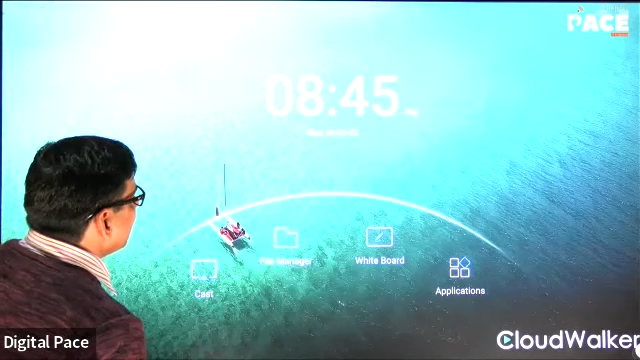 PACE
08:45
File Manager
White Board
Cast
Applications
Digital Pace
CloudWalker